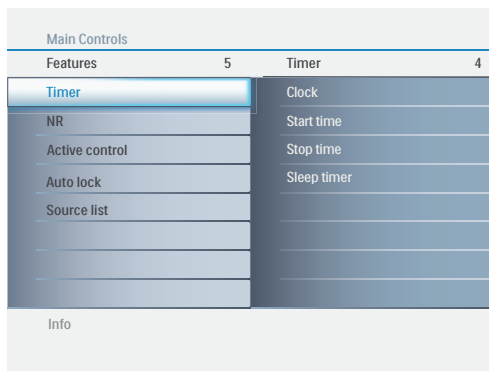 Main Controls
Features 5 Timer 4
Timer Clock
NR Start time
Active control Stop time
Auto lock Sleep timer
Source list
Info